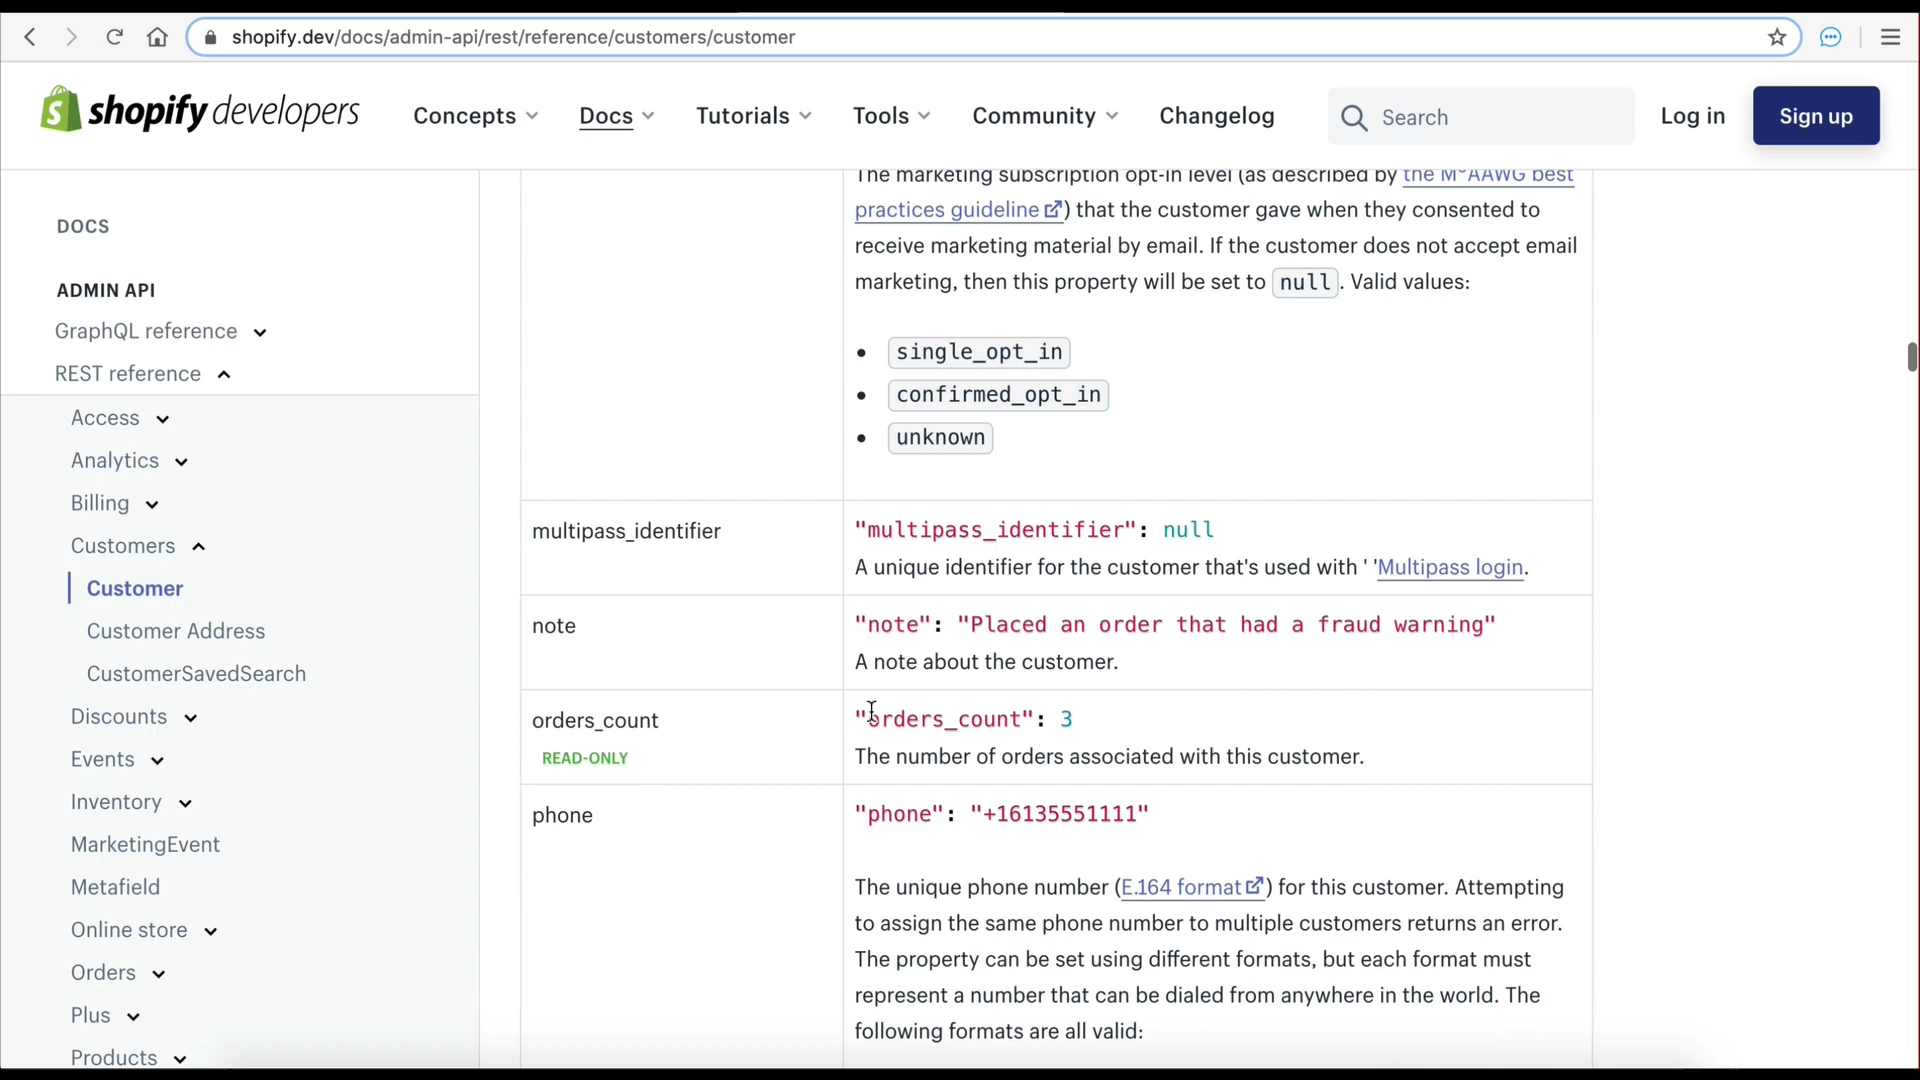 shopify.dev/docs/admin-api/rest/reference/customers/customer
shopify developers
Concepts
Docs
Tutorials
Tools
Community
Changelog
Search
Log in
Sign up
DOCS
ADMIN API
GraphQL reference
REST reference
Access
Analytics
Billing
Customers
Customer
Customer Address
CustomerSavedSearch
Discounts
Events
Inventory
MarketingEvent
Metafield
Online store
Orders
Plus
Products
The marketing subscription opt-in level (as described by the M³AAWG best
practices guideline) that the customer gave when they consented to
receive marketing material by email. If the customer does not accept email
marketing, then this property will be set to null. Valid values:
• single_opt_in
• confirmed_opt_in
• unknown
multipass_identifier
"multipass_identifier": null
A unique identifier for the customer that's used with ' 'Multipass login.
note
"note": "Placed an order that had a fraud warning"
A note about the customer.
orders_count
READ-ONLY
"orders_count": 3
The number of orders associated with this customer.
phone
"phone": "+16135551111"
The unique phone number (E.164 format) for this customer. Attempting
to assign the same phone number to multiple customers returns an error.
The property can be set using different formats, but each format must
represent a number that can be dialed from anywhere in the world. The
following formats are all valid: